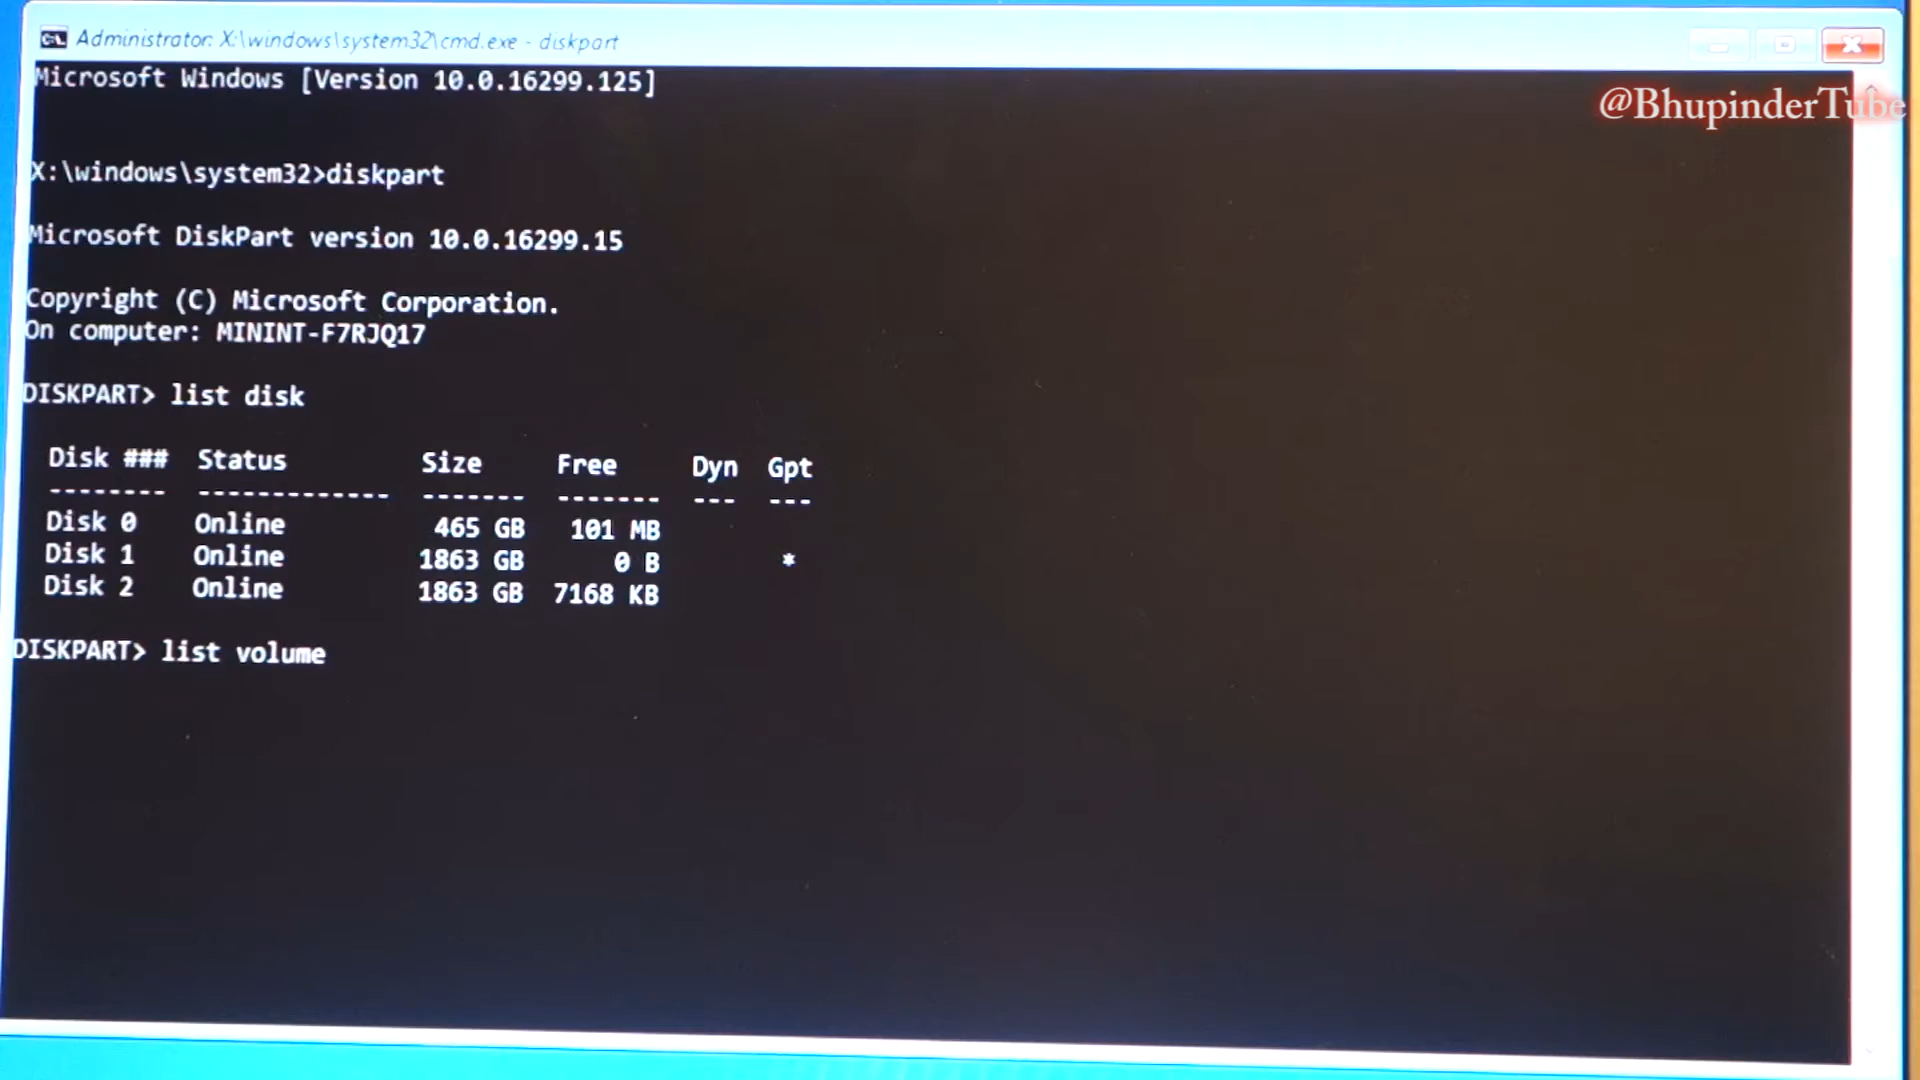 Administrator: X:\windows\system32\cmd.exe - diskpart
Microsoft Windows [Version 10.0.16299.125]
@BhupinderTube
X:\windows\system32>diskpart
Microsoft DiskPart version 10.0.16299.15
Copyright (C) Microsoft Corporation.
On computer: MININT-F7RJQ17
DISKPART> list disk
Disk ### Status Size Free Dyn Gpt
-------- ------------- ------- ------- --- ---
Disk 0 Online 465 GB 101 MB
Disk 1 Online 1863 GB 0 B *
Disk 2 Online 1863 GB 7168 KB
DISKPART> list volume